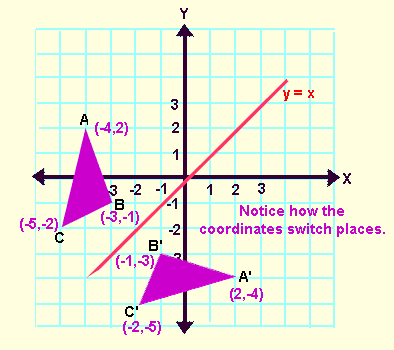 Y
y = x
A
(-4,2)
3
2
1
-3 -2 -1 1 2 3 X
-1
-2
3
B
(-3,-1)
(-5,-2)
C
Notice how the
coordinates switch places.
B'
(-1,-3)
A'
(2,-4)
C'
(-2,-5)